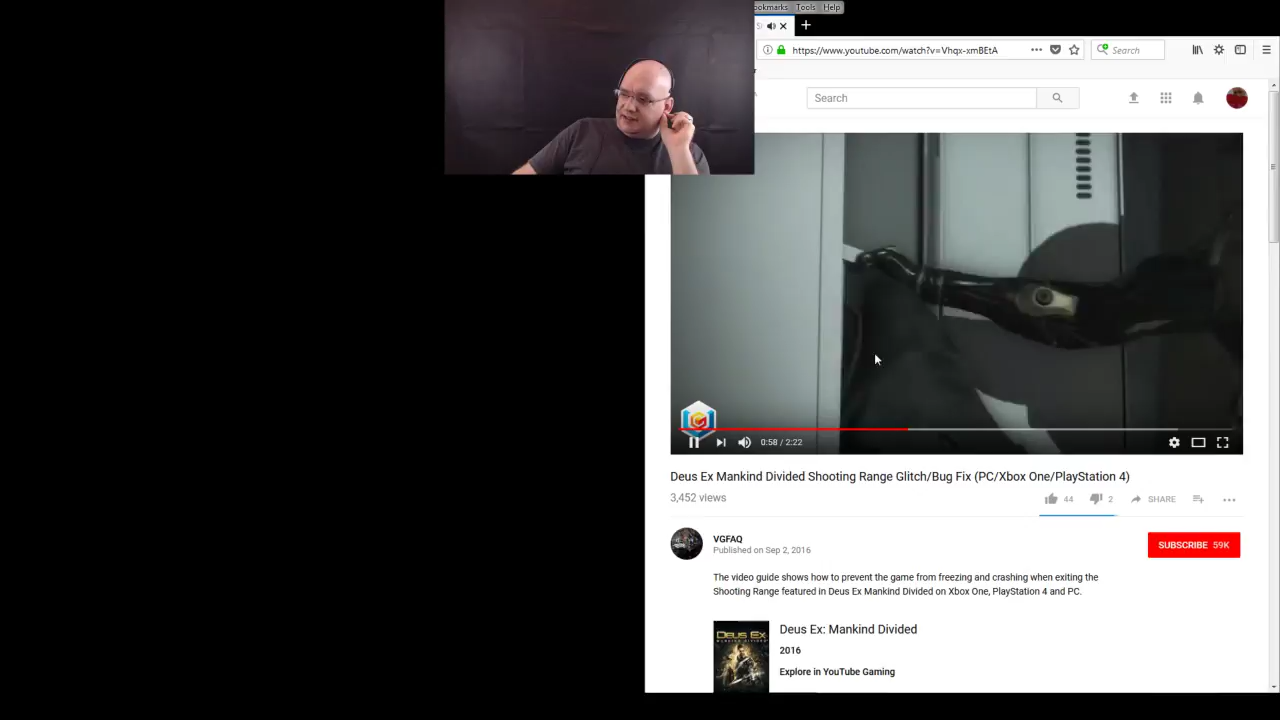 ookmarks Tools Help
https://www.youtube.com/watch?v=Vhqx-xmBEtA
Search
Search
0:58 / 2:22
Deus Ex Mankind Divided Shooting Range Glitch/Bug Fix (PC/Xbox One/PlayStation 4)
3,452 views
44
2
SHARE
VGFAQ
Published on Sep 2, 2016
SUBSCRIBE 59K
The video guide shows how to prevent the game from freezing and crashing when exiting the
Shooting Range featured in Deus Ex Mankind Divided on Xbox One, PlayStation 4 and PC.
DEUS EX
MANKIND DIVIDED
Deus Ex: Mankind Divided
2016
Explore in YouTube Gaming